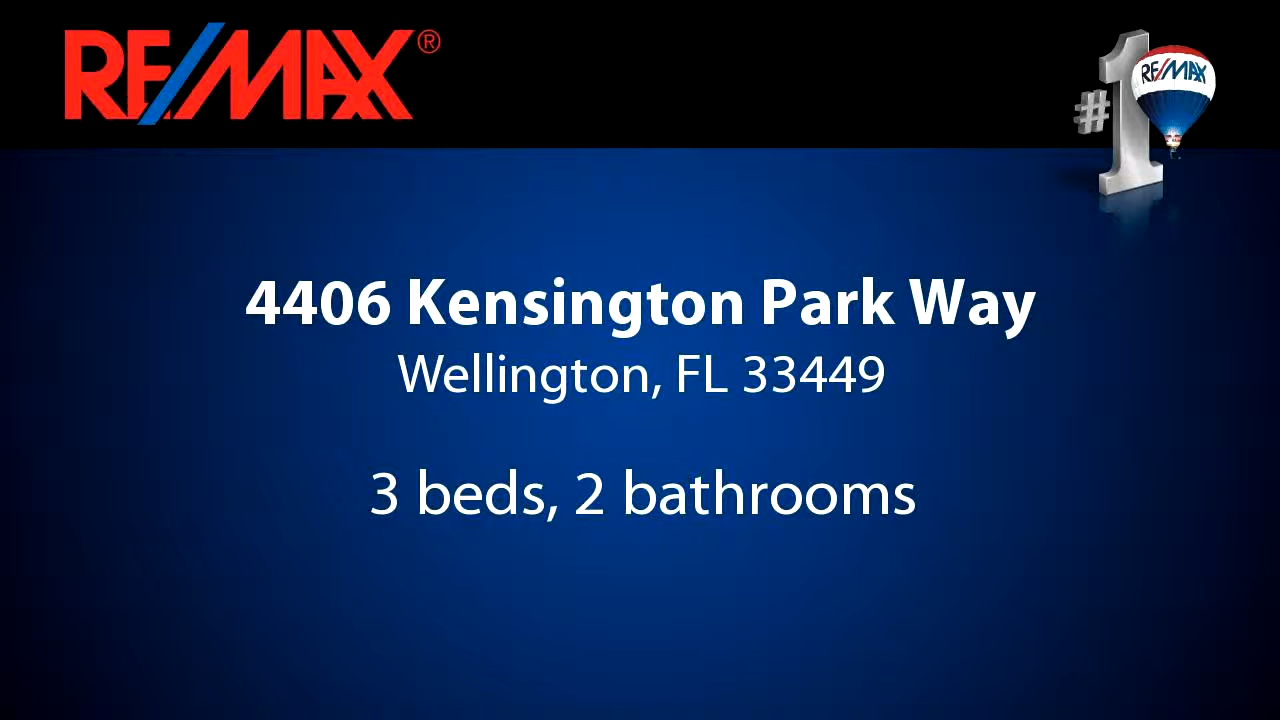 RE/MAX®
#1 RE/MAX
4406 Kensington Park Way
Wellington, FL 33449
3 beds, 2 bathrooms